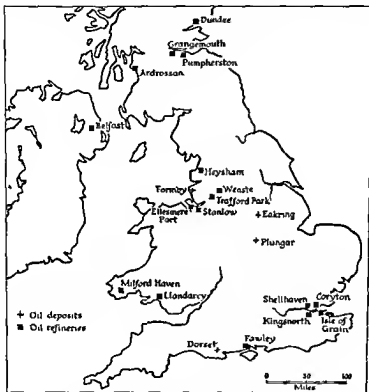 Dundee
Grangemouth
Pumpherston
Ardrossan
Belfast
Heysham
Formby
Weaste
Trafford Park
Ellesmere
Port
Stanlow
Eakring
Plungar
Milford Haven
Llandarcy
Shellhaven
Coryton
Kingsnorth
Isle of
Grain
Fawley
Dorset
+ Oil deposits
■ Oil refineries
0 50 100
Miles